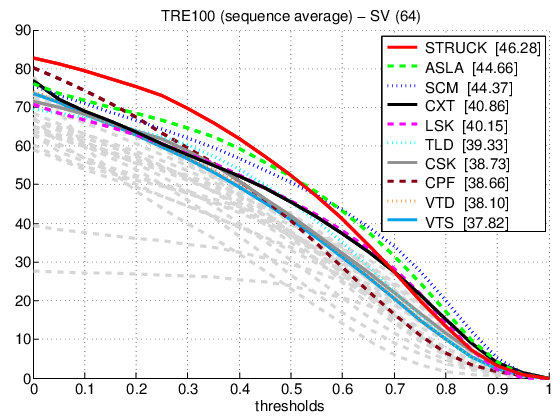 TRE100 (sequence average) – SV (64)
90
80
70
60
50
40
30
20
10
0
STRUCK [46.28]
ASLA [44.66]
SCM [44.37]
CXT [40.86]
LSK [40.15]
TLD [39.33]
CSK [38.73]
CPF [38.66]
VTD [38.10]
VTS [37.82]
0 0.1 0.2 0.3 0.4 0.5 0.6 0.7 0.8 0.9 1
thresholds